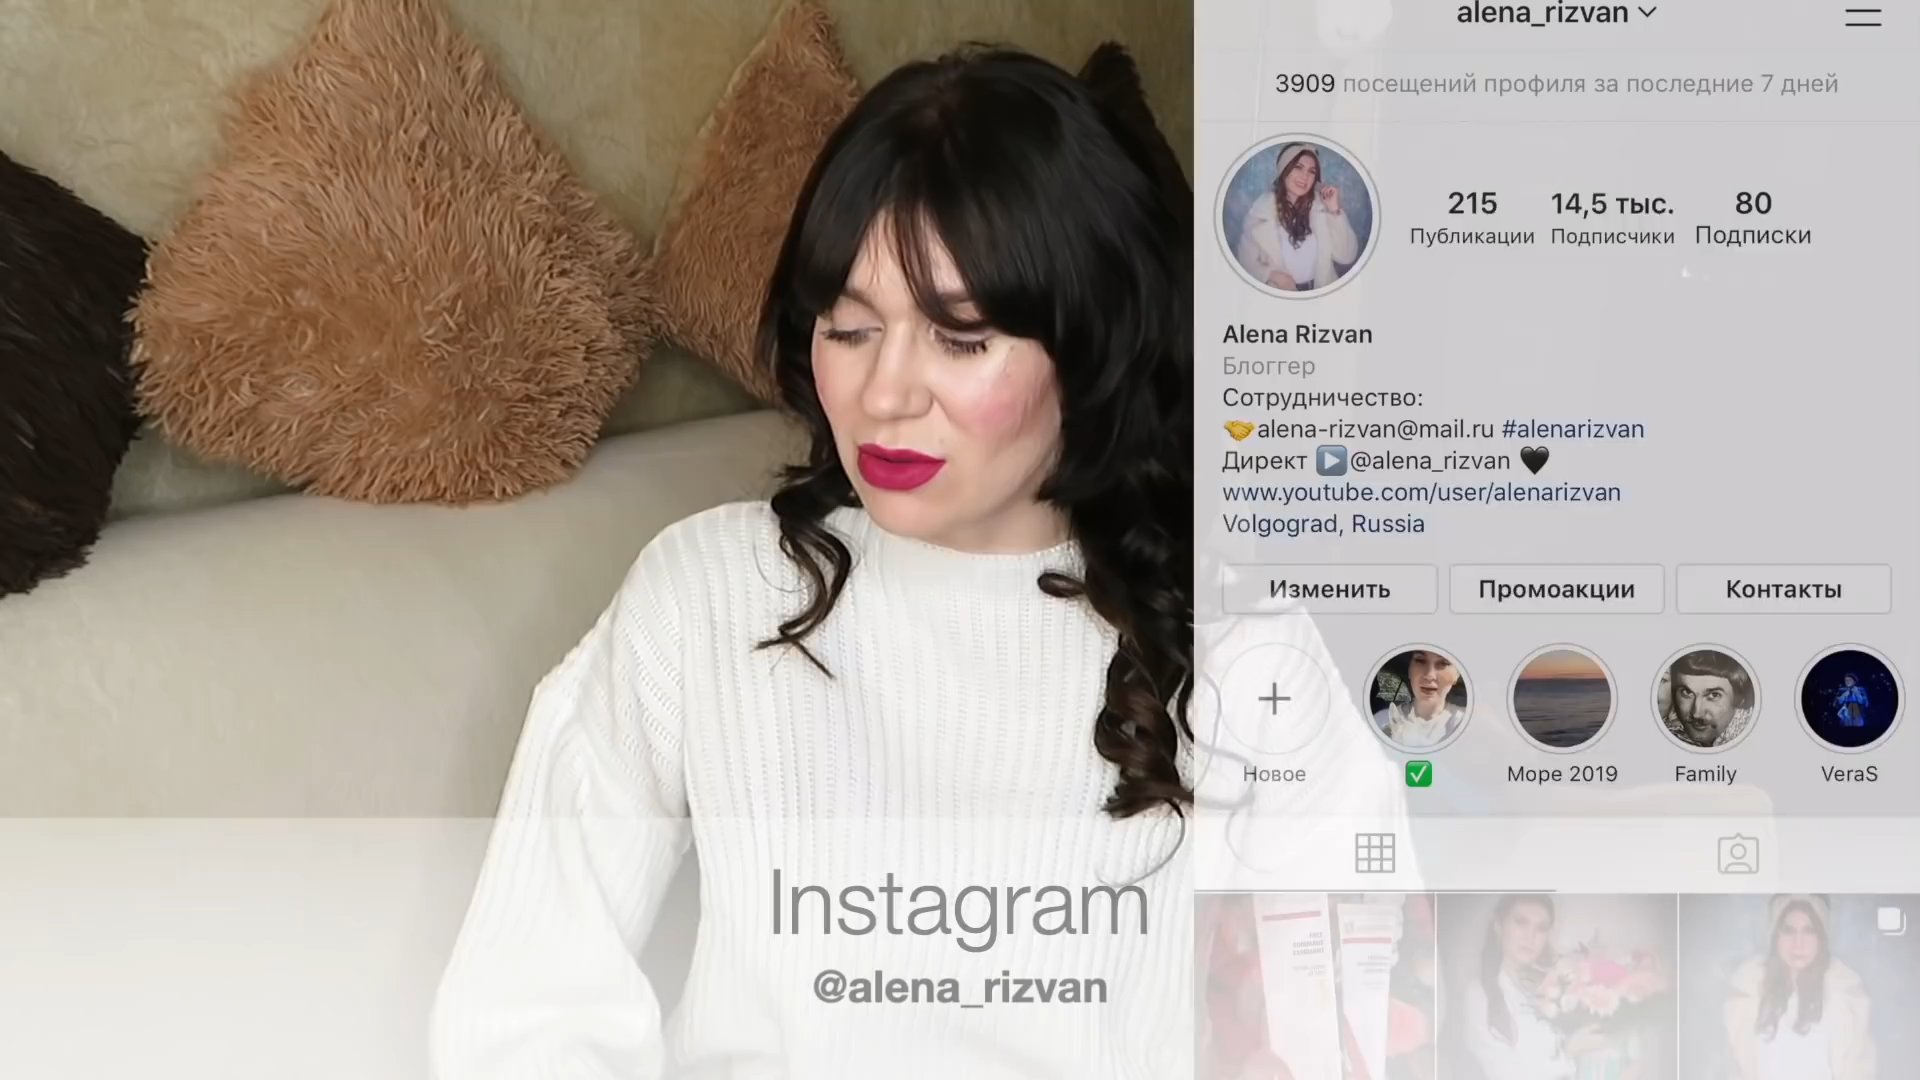 alena_rizvan
3909 посещений профиля за последние 7 дней
215 14,5 тыс. 80
Публикации Подписчики Подписки
Alena Rizvan
Блоггер
Сотрудничество:
🤝alena-rizvan@mail.ru #alenarizvan
Директ ▶️@alena_rizvan 🖤
www.youtube.com/user/alenarizvan
Volgograd, Russia
Изменить Промоакции Контакты
Новое ✅ Море 2019 Family VeraS
Instagram
@alena_rizvan